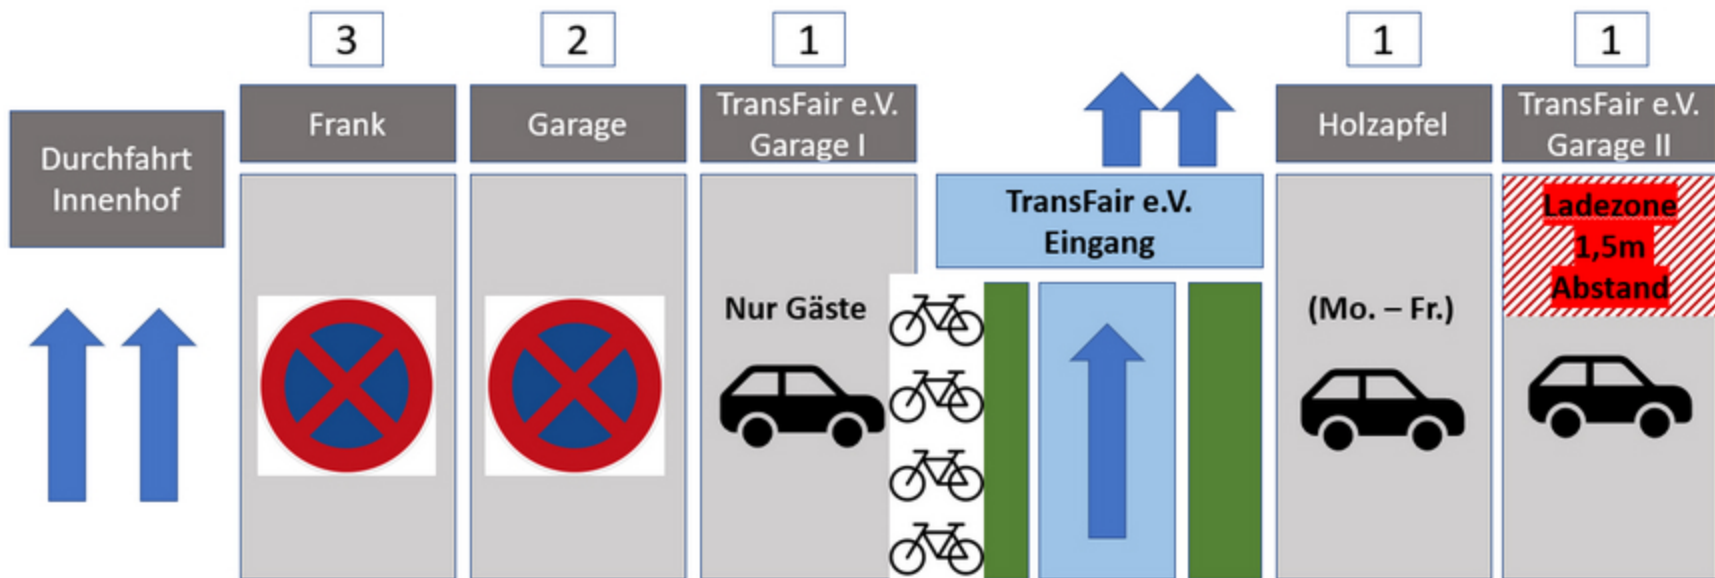 3
2
1
1
1
Durchfahrt
Innenhof
Frank
Garage
TransFair e.V.
Garage I
Holzapfel
TransFair e.V.
Garage II
TransFair e.V.
Eingang
Nur Gäste
(Mo. – Fr.)
Ladezone
1,5m
Abstand